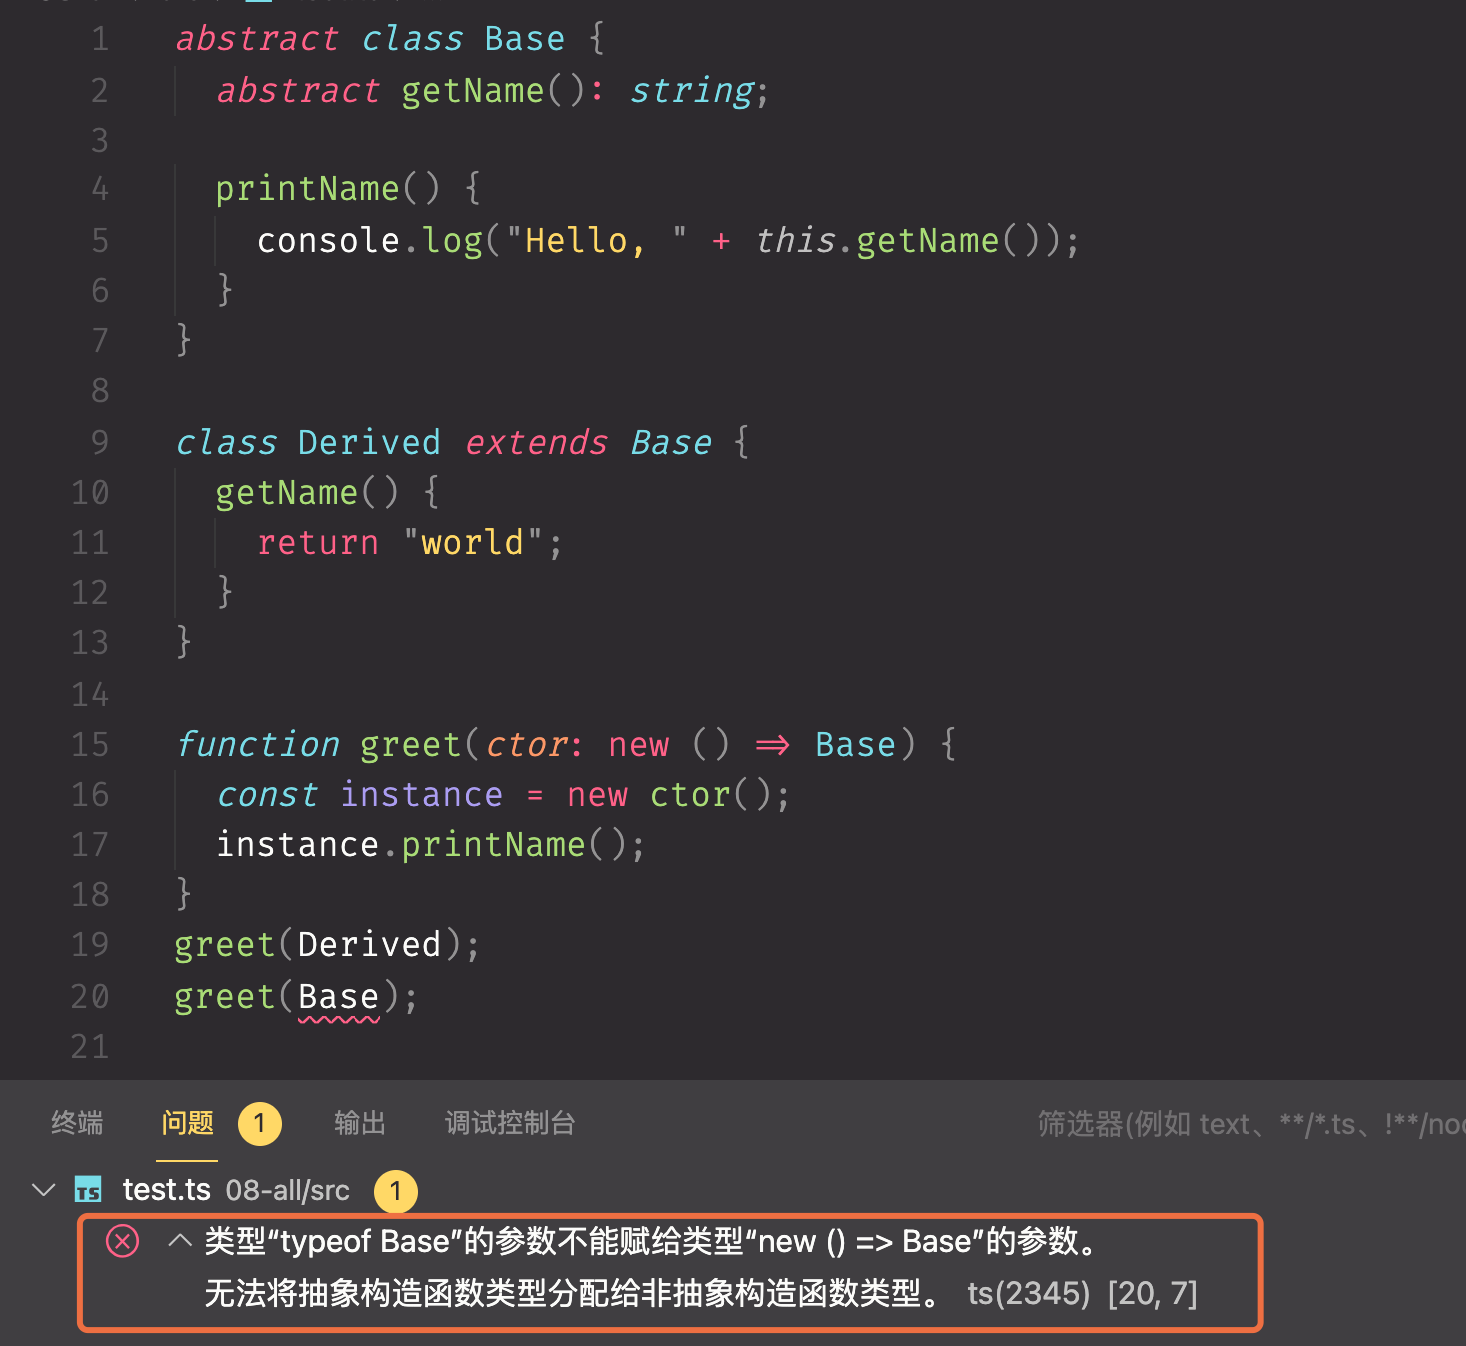 1 abstract class Base {
2 abstract getName(): string;
3
4 printName() {
5 console.log("Hello, " + this.getName());
6 }
7 }
8
9 class Derived extends Base {
10 getName() {
11 return "world";
12 }
13 }
14
15 function greet(ctor: new () => Base) {
16 const instance = new ctor();
17 instance.printName();
18 }
19 greet(Derived);
20 greet(Base);
21
终端 问题 1 输出 调试控制台 筛选器(例如 text、**/*.ts、!**/no
TS test.ts 08-all/src 1
类型“typeof Base”的参数不能赋给类型“new () => Base”的参数。
无法将抽象构造函数类型分配给非抽象构造函数类型。 ts(2345) [20, 7]